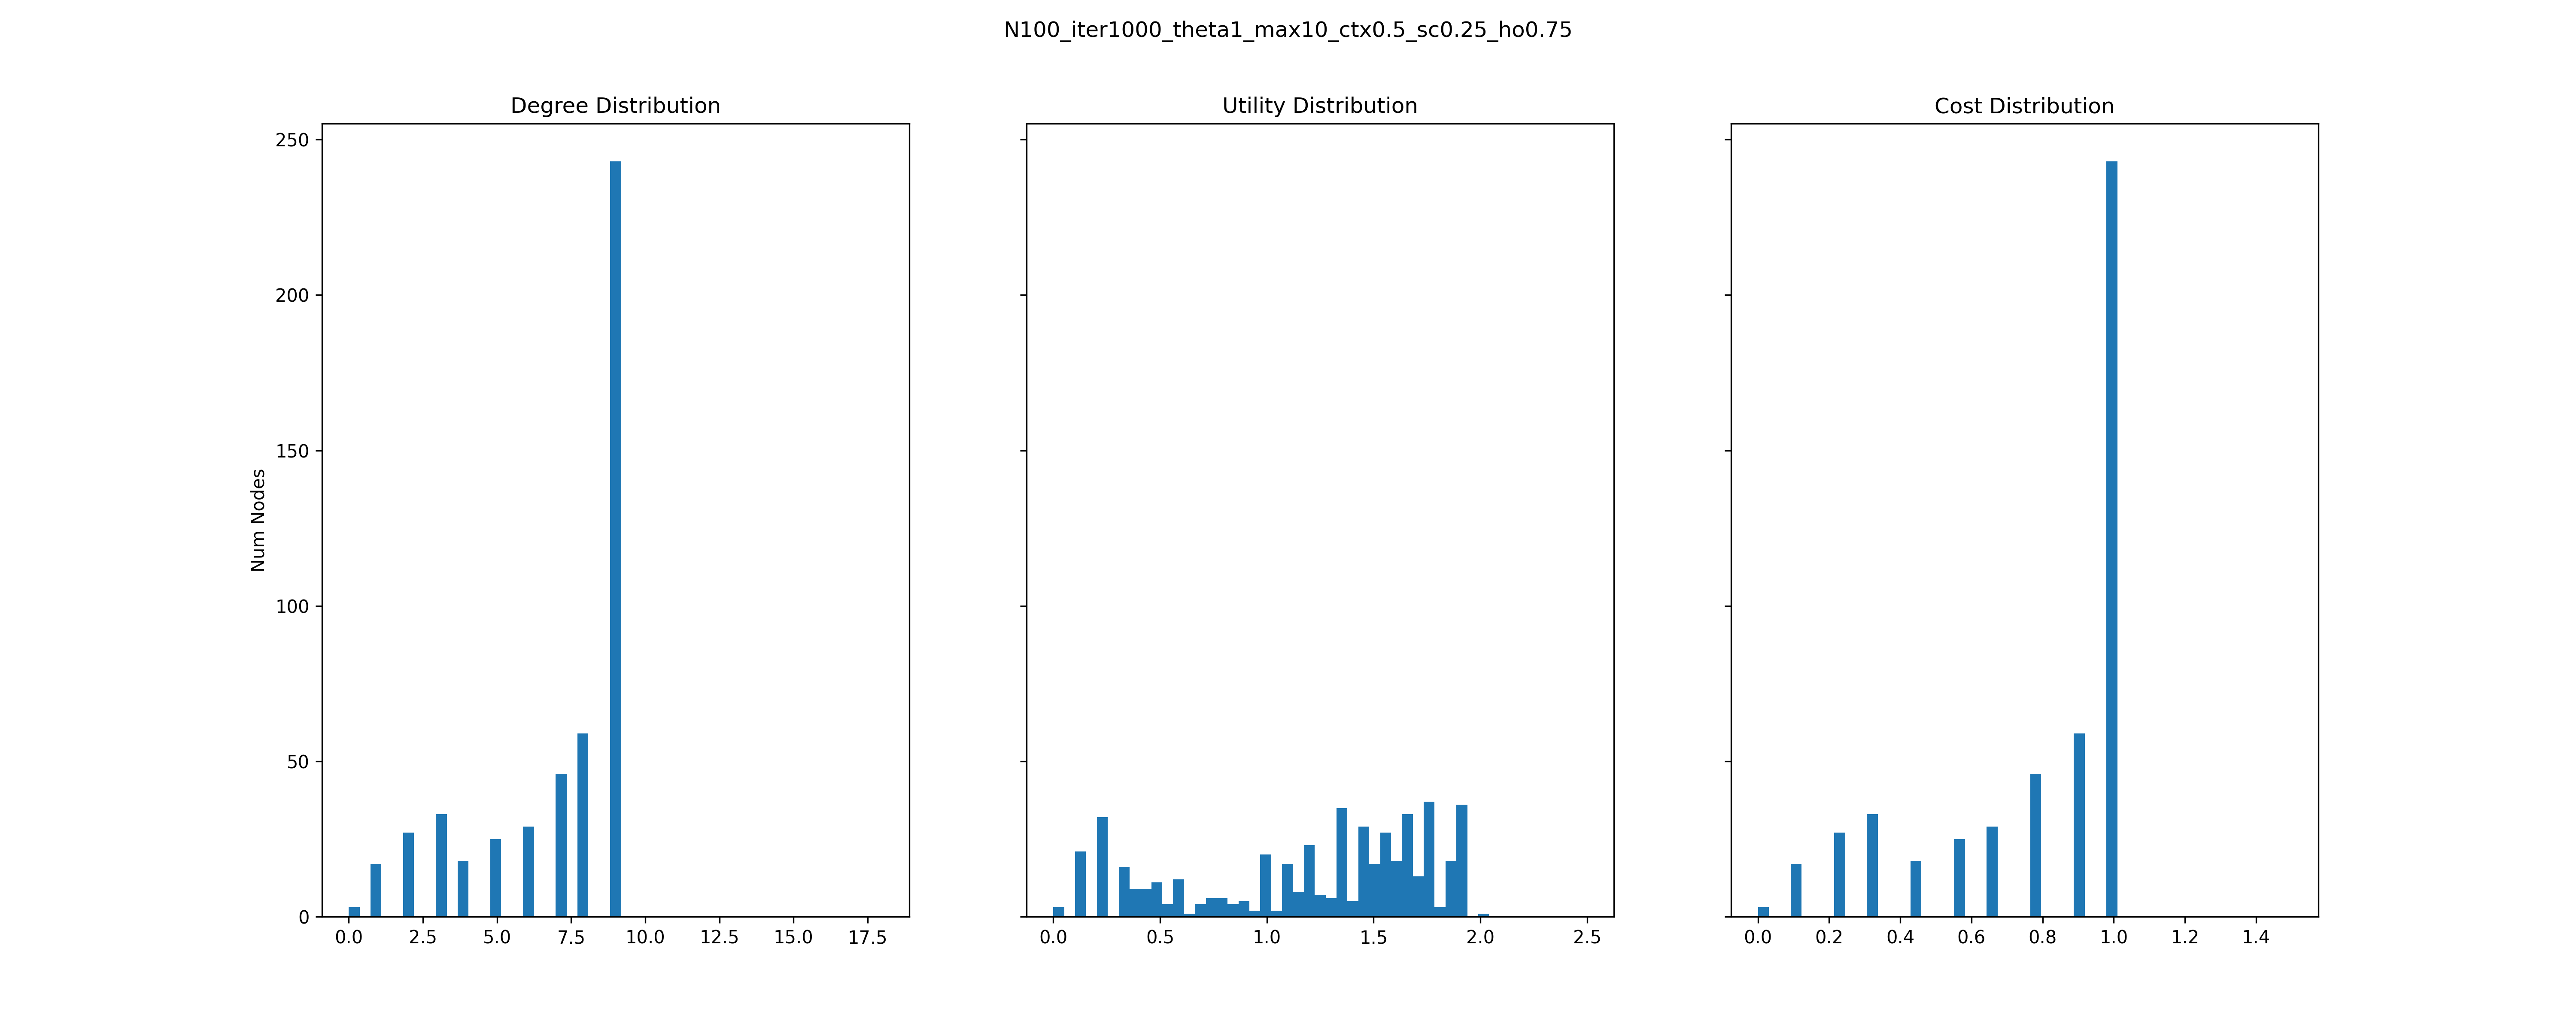 N100_iter1000_theta1_max10_ctx0.5_sc0.25_ho0.75
Degree Distribution
Num Nodes
250
200
150
100
50
0
0.0 2.5 5.0 7.5 10.0 12.5 15.0 17.5
Utility Distribution
0.0 0.5 1.0 1.5 2.0 2.5
Cost Distribution
0.0 0.2 0.4 0.6 0.8 1.0 1.2 1.4